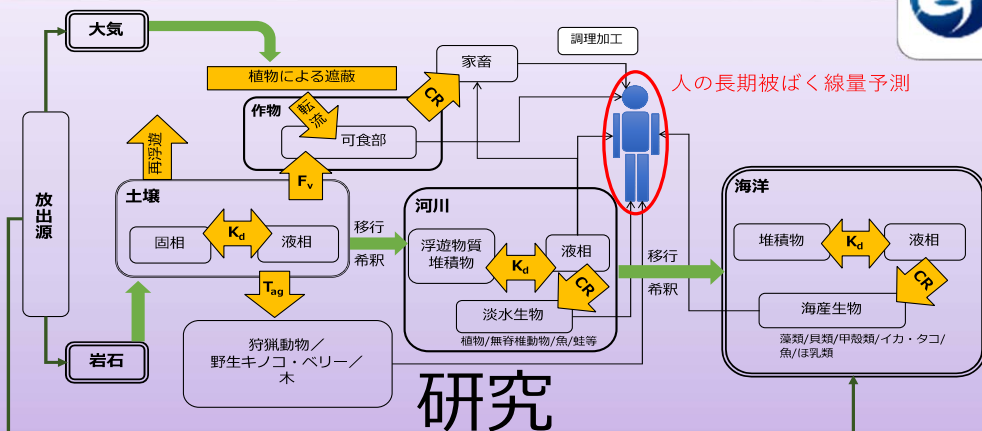 大気
調理加工
家畜
植物による遮蔽
CR
人の長期被ばく線量予測
作物
転流
可食部
再浮遊
Fv
放出源
土壌
固相
Kd
液相
移行
希釈
河川
浮遊物質
堆積物
Kd
液相
CR
淡水生物
植物/無脊椎動物/魚/蛙等
移行
希釈
海洋
堆積物
Kd
液相
CR
海産生物
藻類/貝類/甲殻類/イカ・タコ/
魚/ほ乳類
Tag
岩石
狩猟動物／
野生キノコ・ベリー／
木
研究